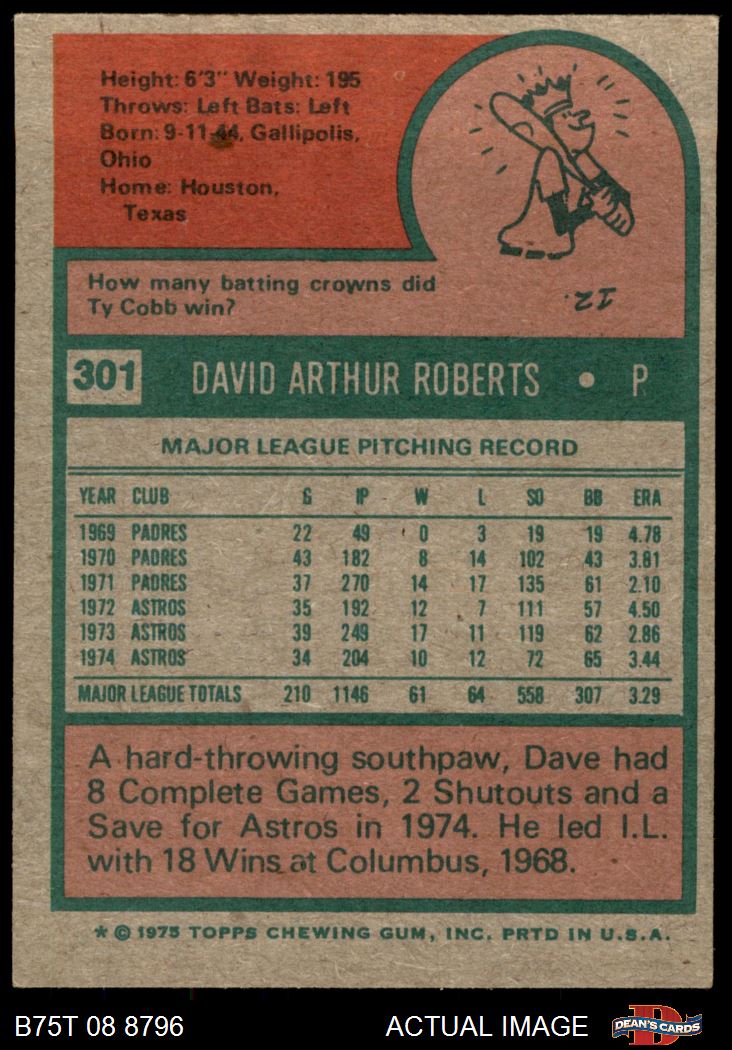 Height: 6'3" Weight: 195
Throws: Left Bats: Left
Born: 9-11-44, Gallipolis,
Ohio
Home: Houston,
Texas
How many batting crowns did
Ty Cobb win?
12.
301 DAVID ARTHUR ROBERTS • P
MAJOR LEAGUE PITCHING RECORD
YEAR CLUB G IP W L SO BB ERA
1969 PADRES 22 49 0 3 19 19 4.78
1970 PADRES 43 182 8 14 102 43 3.81
1971 PADRES 37 270 14 17 135 61 2.10
1972 ASTROS 35 192 12 7 111 57 4.50
1973 ASTROS 39 249 17 11 119 62 2.86
1974 ASTROS 34 204 10 12 72 65 3.44
MAJOR LEAGUE TOTALS 210 1146 61 64 558 307 3.29
A hard-throwing southpaw, Dave had
8 Complete Games, 2 Shutouts and a
Save for Astros in 1974. He led I.L.
with 18 Wins at Columbus, 1968.
* © 1975 TOPPS CHEWING GUM, INC. PRTD IN U.S.A.
B75T 08 8796 ACTUAL IMAGE DEAN'S CARDS